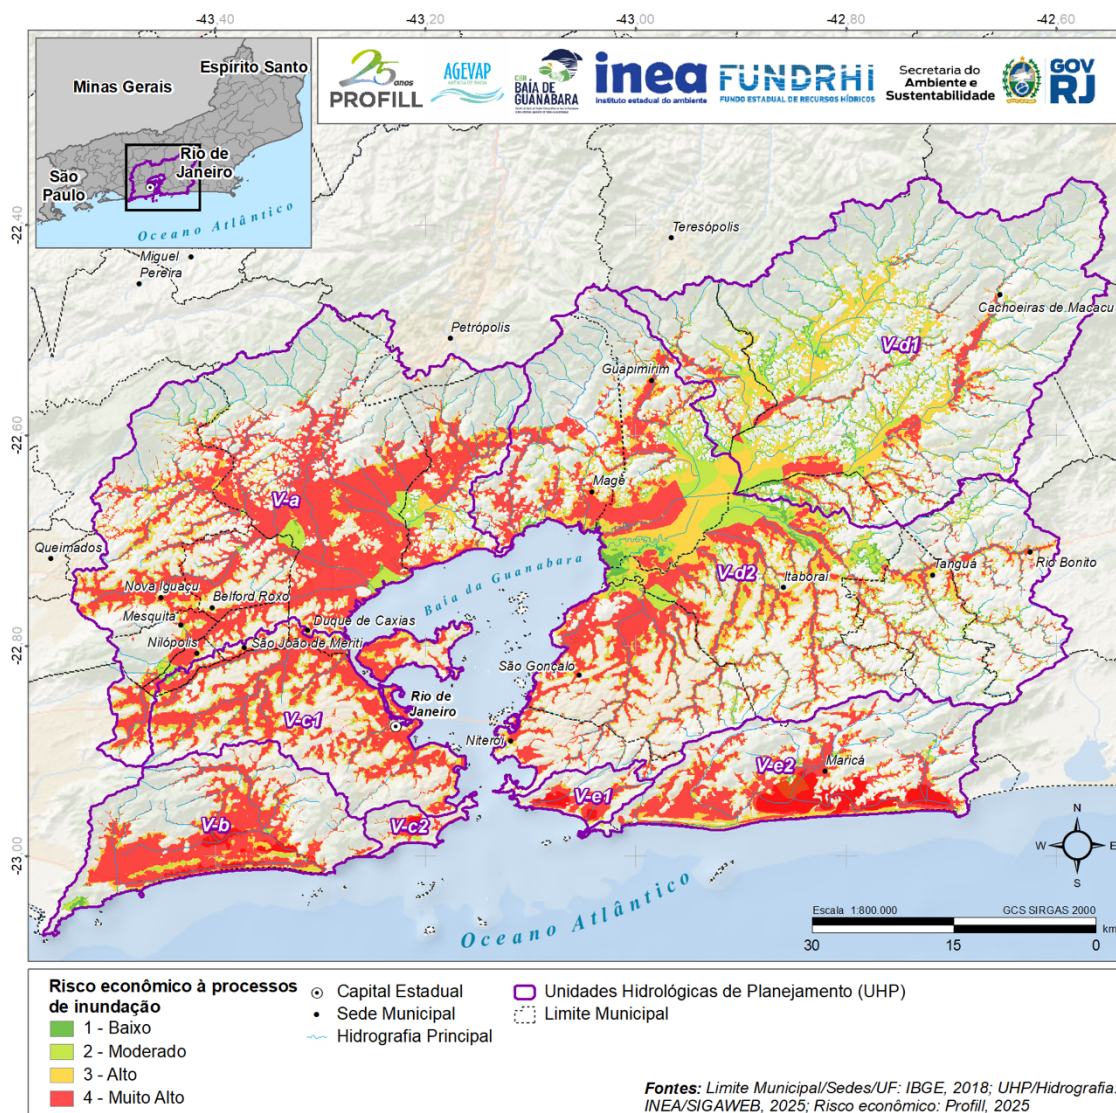 -43,40
-43,20
-43,00
-42,80
-42,60
Minas Gerais
Espírito Santo
Rio de
Janeiro
São
Paulo
Oceano Atlântico
25 anos
PROFILL
AGEVAP
CBH
BAÍA DE
GUANABARA
inea
instituto estadual do ambiente
FUNDRHI
FUNDO ESTADUAL DE RECURSOS HÍDRICOS
Secretaria do
Ambiente e
Sustentabilidade
GOV
RJ
-22,40
-22,60
-22,80
-23,00
Miguel
Pereira
Teresópolis
Petrópolis
Cachoeiras de Macacu
V-d1
Guapimirim
Magé
V-a
Queimados
Baía da Guanabara
Nova Iguaçu
Belford Roxo
Mesquita
Duque de Caxias
Nilópolis
São João de Meriti
V-d2
Itaboraí
Tanguá
Rio Bonito
São Gonçalo
Rio de
Janeiro
V-c1
Niterói
V-e2
Maricá
V-e1
V-b
V-c2
Oceano Atlântico
N
W
E
S
Escala 1:800.000
GCS SIRGAS 2000
km
30
15
0
Risco econômico à processos
de inundação
1 - Baixo
2 - Moderado
3 - Alto
4 - Muito Alto
Capital Estadual
Sede Municipal
Hidrografia Principal
Unidades Hidrológicas de Planejamento (UHP)
Limite Municipal
Fontes: Limite Municipal/Sedes/UF: IBGE, 2018; UHP/Hidrografia:
INEA/SIGAWEB, 2025; Risco econômico: Profill, 2025